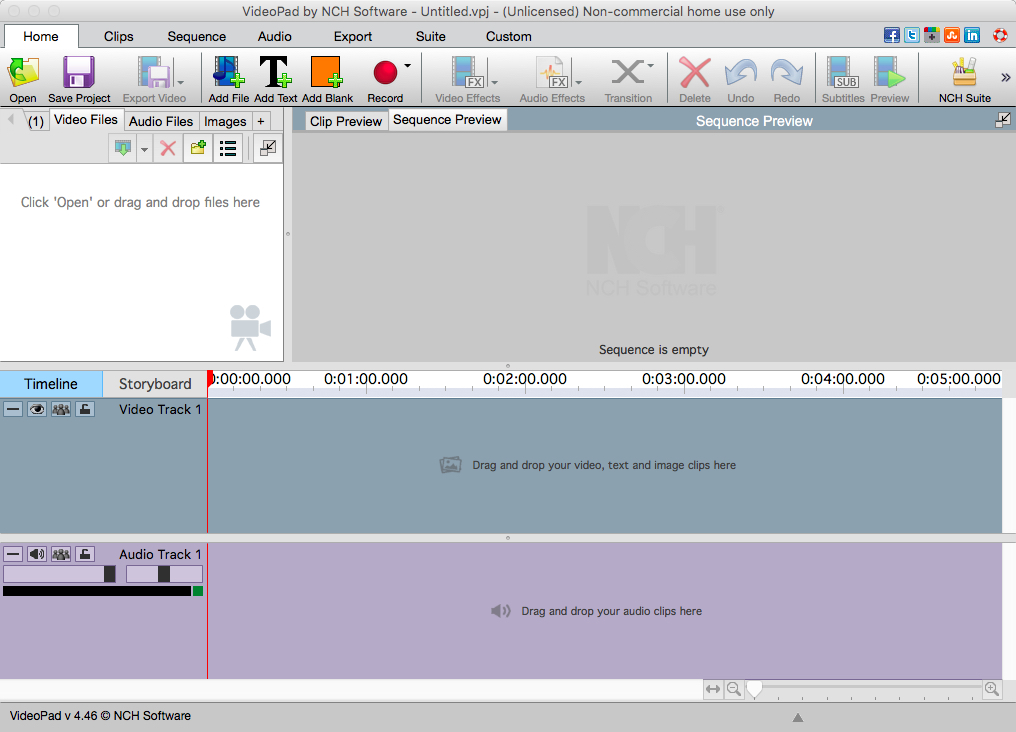 VideoPad by NCH Software - Untitled.vpj - (Unlicensed) Non-commercial home use only
Home Clips Sequence Audio Export Suite Custom
Open Save Project Export Video Add File Add Text Add Blank Record Video Effects Audio Effects Transition Delete Undo Redo Subtitles Preview NCH Suite
T FX FX SUB
(1) Video Files Audio Files Images +
Clip Preview Sequence Preview Sequence Preview
Click 'Open' or drag and drop files here
NCH
NCH Software
Sequence is empty
Timeline Storyboard 0:00:00.000 0:01:00.000 0:02:00.000 0:03:00.000 0:04:00.000 0:05:00.000
Video Track 1
Drag and drop your video, text and image clips here
Audio Track 1
Drag and drop your audio clips here
VideoPad v 4.46 © NCH Software